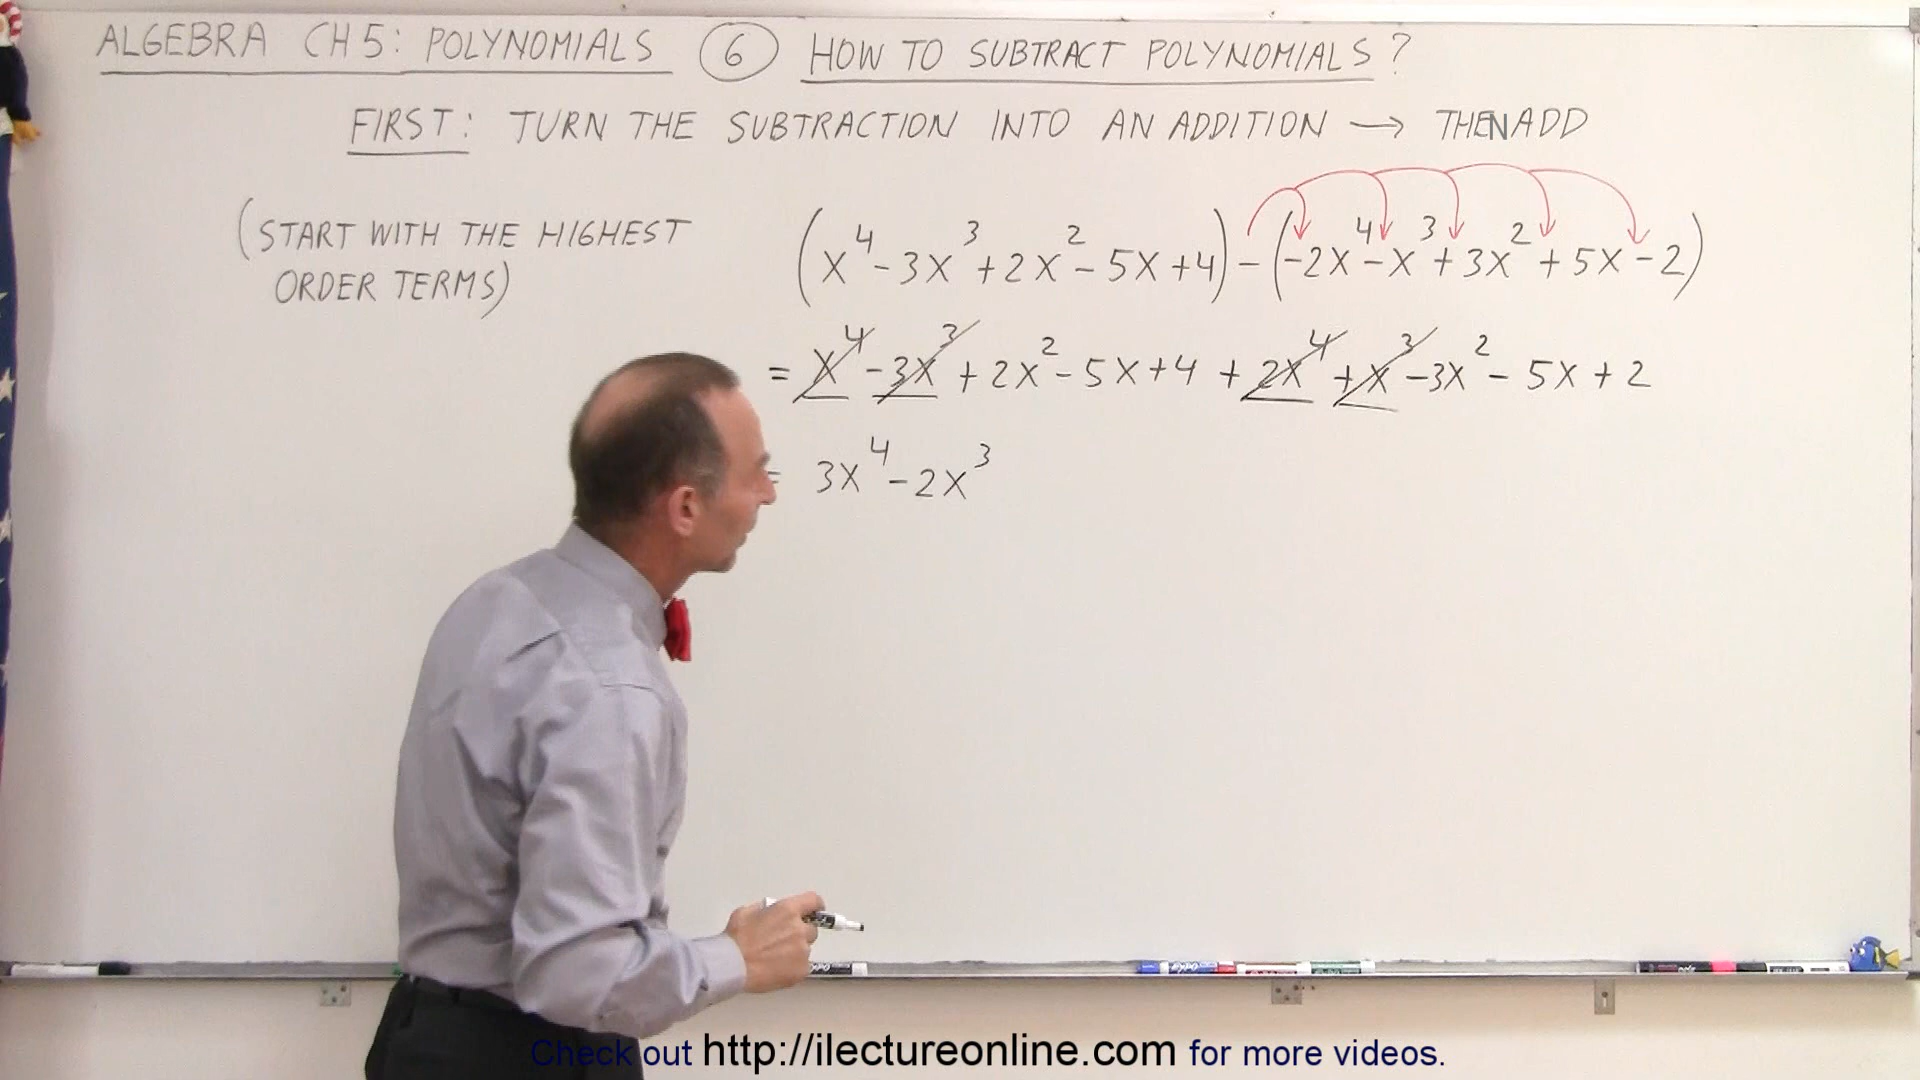 ALGEBRA CH 5: POLYNOMIALS 6 HOW TO SUBTRACT POLYNOMIALS?
FIRST: TURN THE SUBTRACTION INTO AN ADDITION → THEN ADD
(START WITH THE HIGHEST
ORDER TERMS)
(x⁴ - 3x³ + 2x² - 5x + 4) - (-2x⁴ - x³ + 3x² + 5x - 2)
= x⁴ - 3x³ + 2x² - 5x + 4 + 2x⁴ + x³ - 3x² - 5x + 2
= 3x⁴ - 2x³
Check out http://ilectureonline.com for more videos.